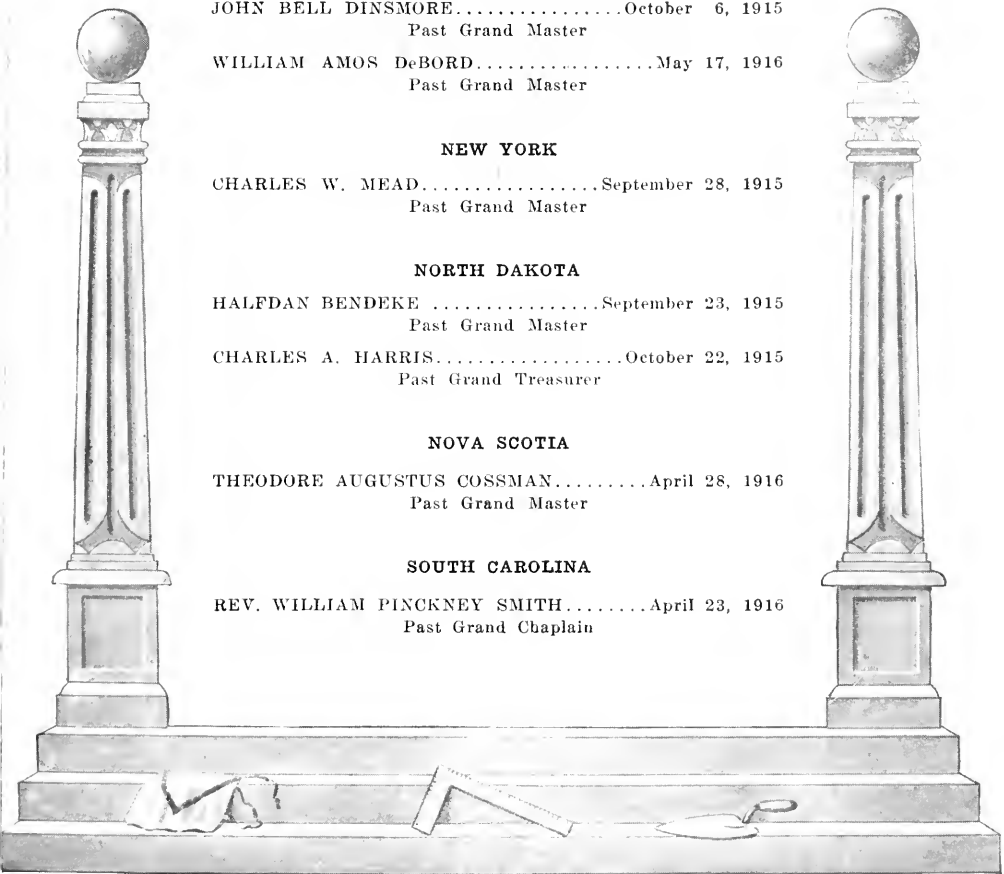 JOHN BELL DINSMORE................October 6, 1915
Past Grand Master
WILLIAM AMOS DeBORD.................May 17, 1916
Past Grand Master
NEW YORK
CHARLES W. MEAD.................September 28, 1915
Past Grand Master
NORTH DAKOTA
HALFDAN BENDEKE ................September 23, 1915
Past Grand Master
CHARLES A. HARRIS..................October 22, 1915
Past Grand Treasurer
NOVA SCOTIA
THEODORE AUGUSTUS COSSMAN.........April 28, 1916
Past Grand Master
SOUTH CAROLINA
REV. WILLIAM PINCKNEY SMITH........April 23, 1916
Past Grand Chaplain